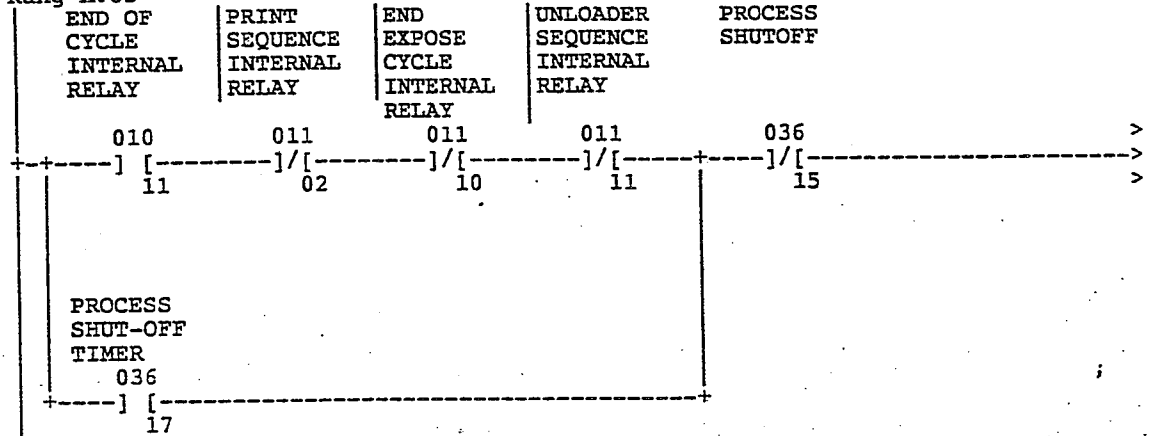 END OF PRINT END UNLOADER PROCESS
CYCLE SEQUENCE EXPOSE SEQUENCE SHUTOFF
INTERNAL INTERNAL CYCLE INTERNAL
RELAY RELAY INTERNAL RELAY
RELAY
010 011 011 011 036 >
+-+----] [--------]/[--------]/[--------]/[-----+----]/[-----------------------> 
11 02 10 11 15 >
PROCESS
SHUT-OFF
TIMER
036
+----] [-----------------------------------------+
17